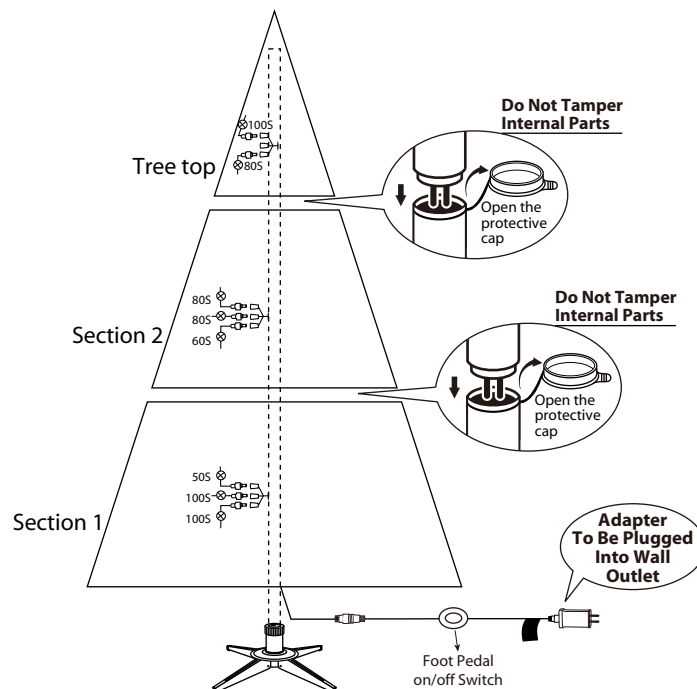 Do Not Tamper
Internal Parts
100S
80S
Tree top
Open the
protective
cap
80S
80S
60S
Section 2
Do Not Tamper
Internal Parts
Open the
protective
cap
50S
100S
100S
Section 1
Adapter
To Be Plugged
Into Wall
Outlet
Foot Pedal
on/off Switch